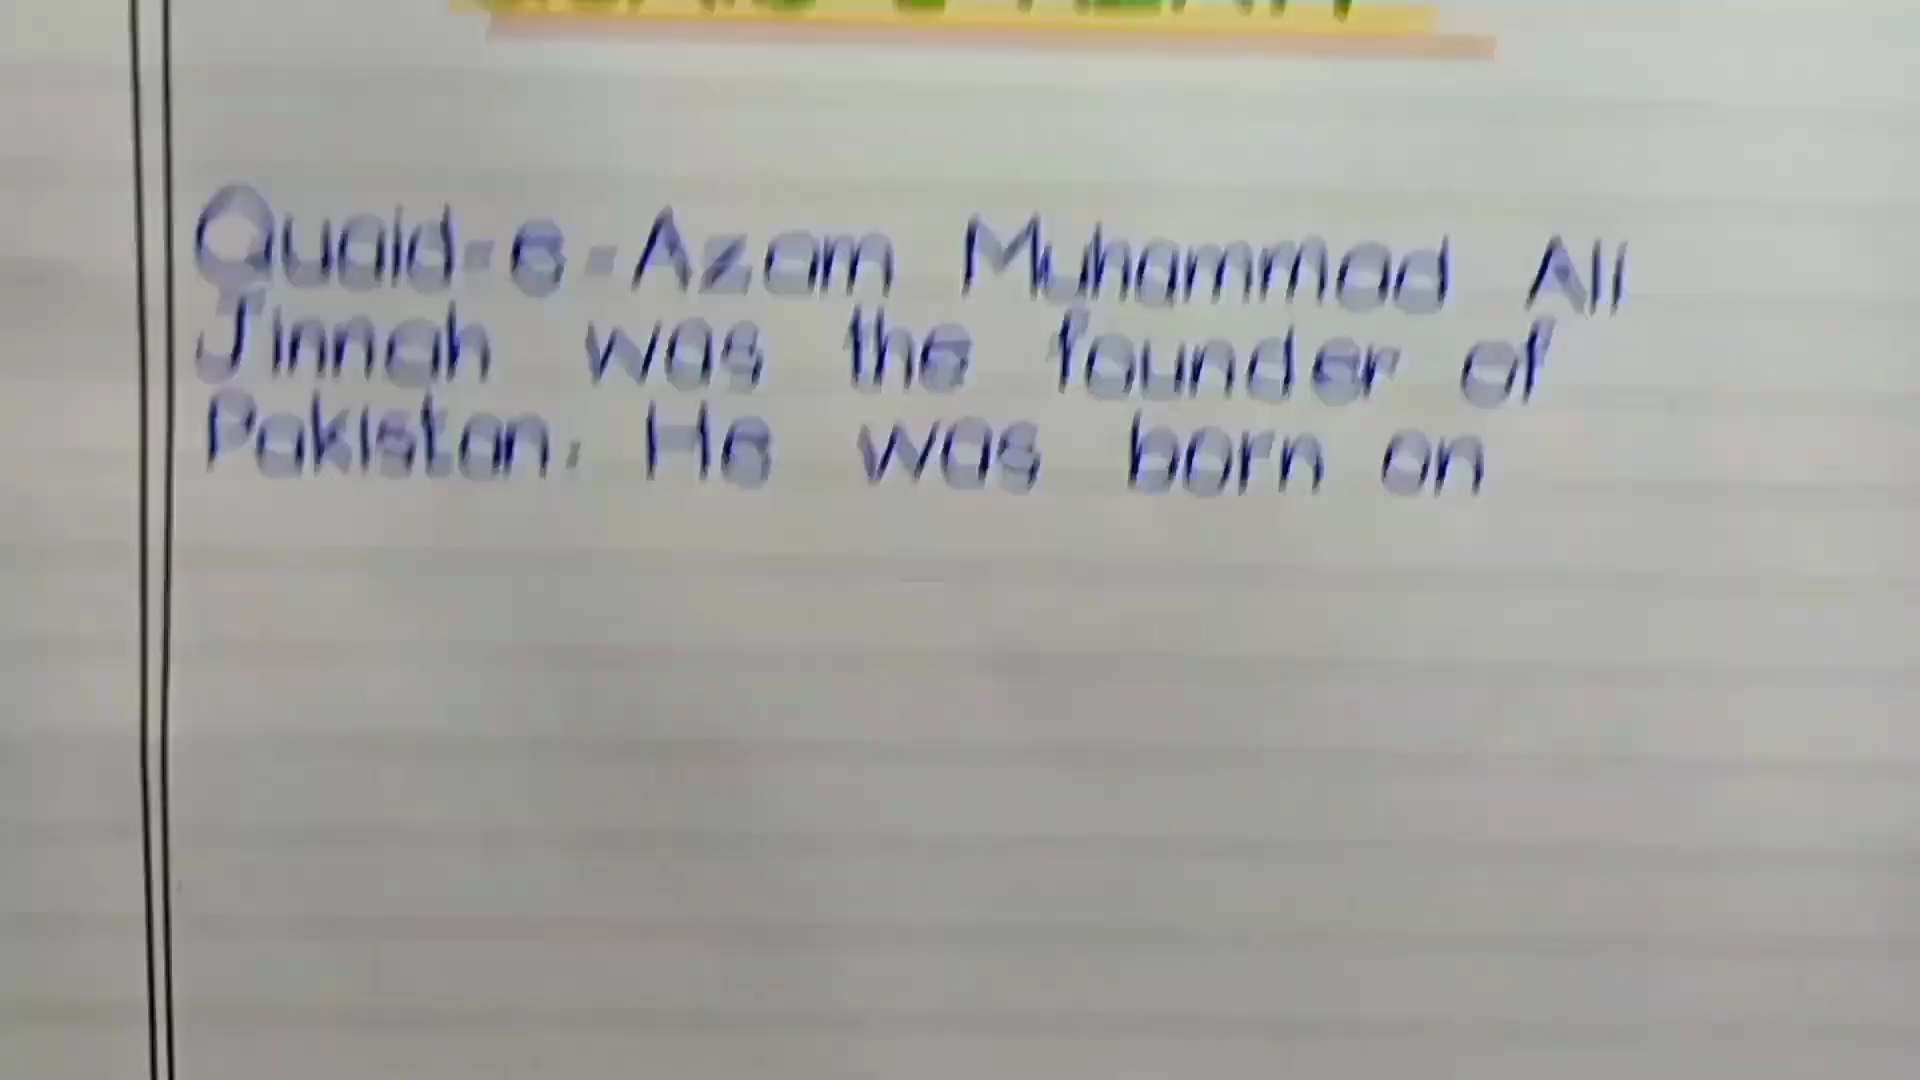 Quaid-e-Azam Muhammad Ali
Jinnah was the founder of
Pakistan. He was born on